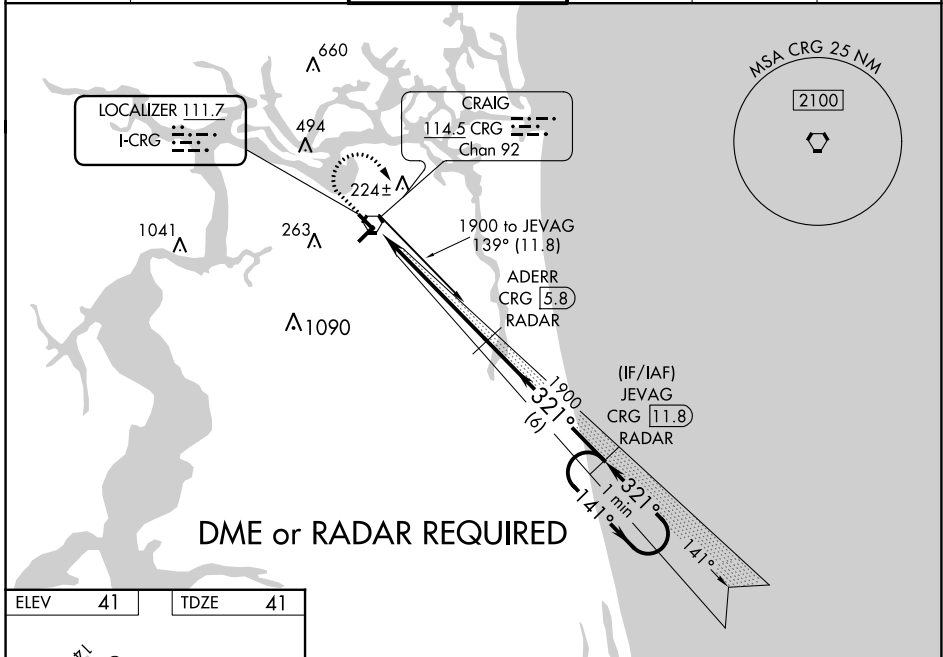 660
MSA CRG 25 NM
2100
LOCALIZER 111.7
I-CRG
CRAIG
114.5 CRG
Chan 92
494
224±
1041
263
1900 to JEVAG
139° (11.8)
ADERR
CRG 5.8
RADAR
1090
(IF/IAF)
JEVAG
CRG 11.8
RADAR
1900
321°
(6)
321°
1 min
141°
141°
DME or RADAR REQUIRED
ELEV 41
TDZE 41